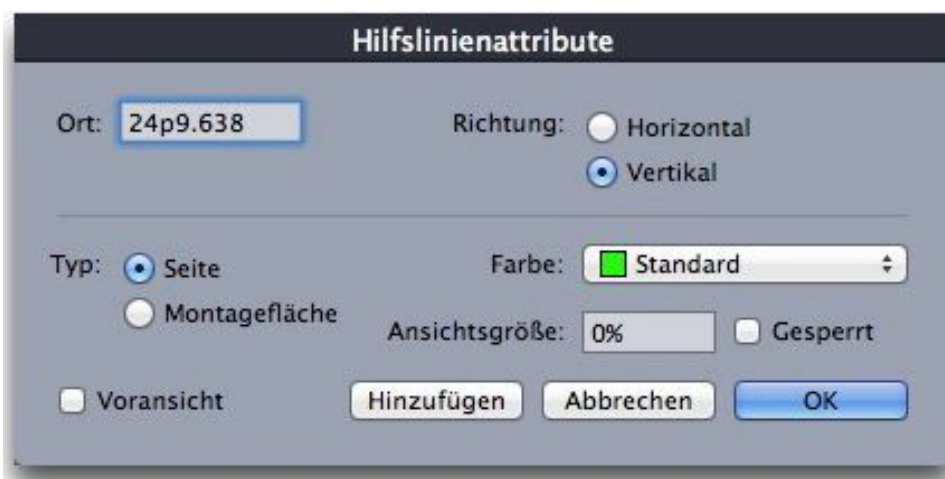 Hilfslinienattribute
Ort: 24p9.638
Richtung: Horizontal
Vertikal
Typ: Seite
Montagefläche
Farbe: Standard
Ansichtsgröße: 0% Gesperrt
Voransicht Hinzufügen Abbrechen OK